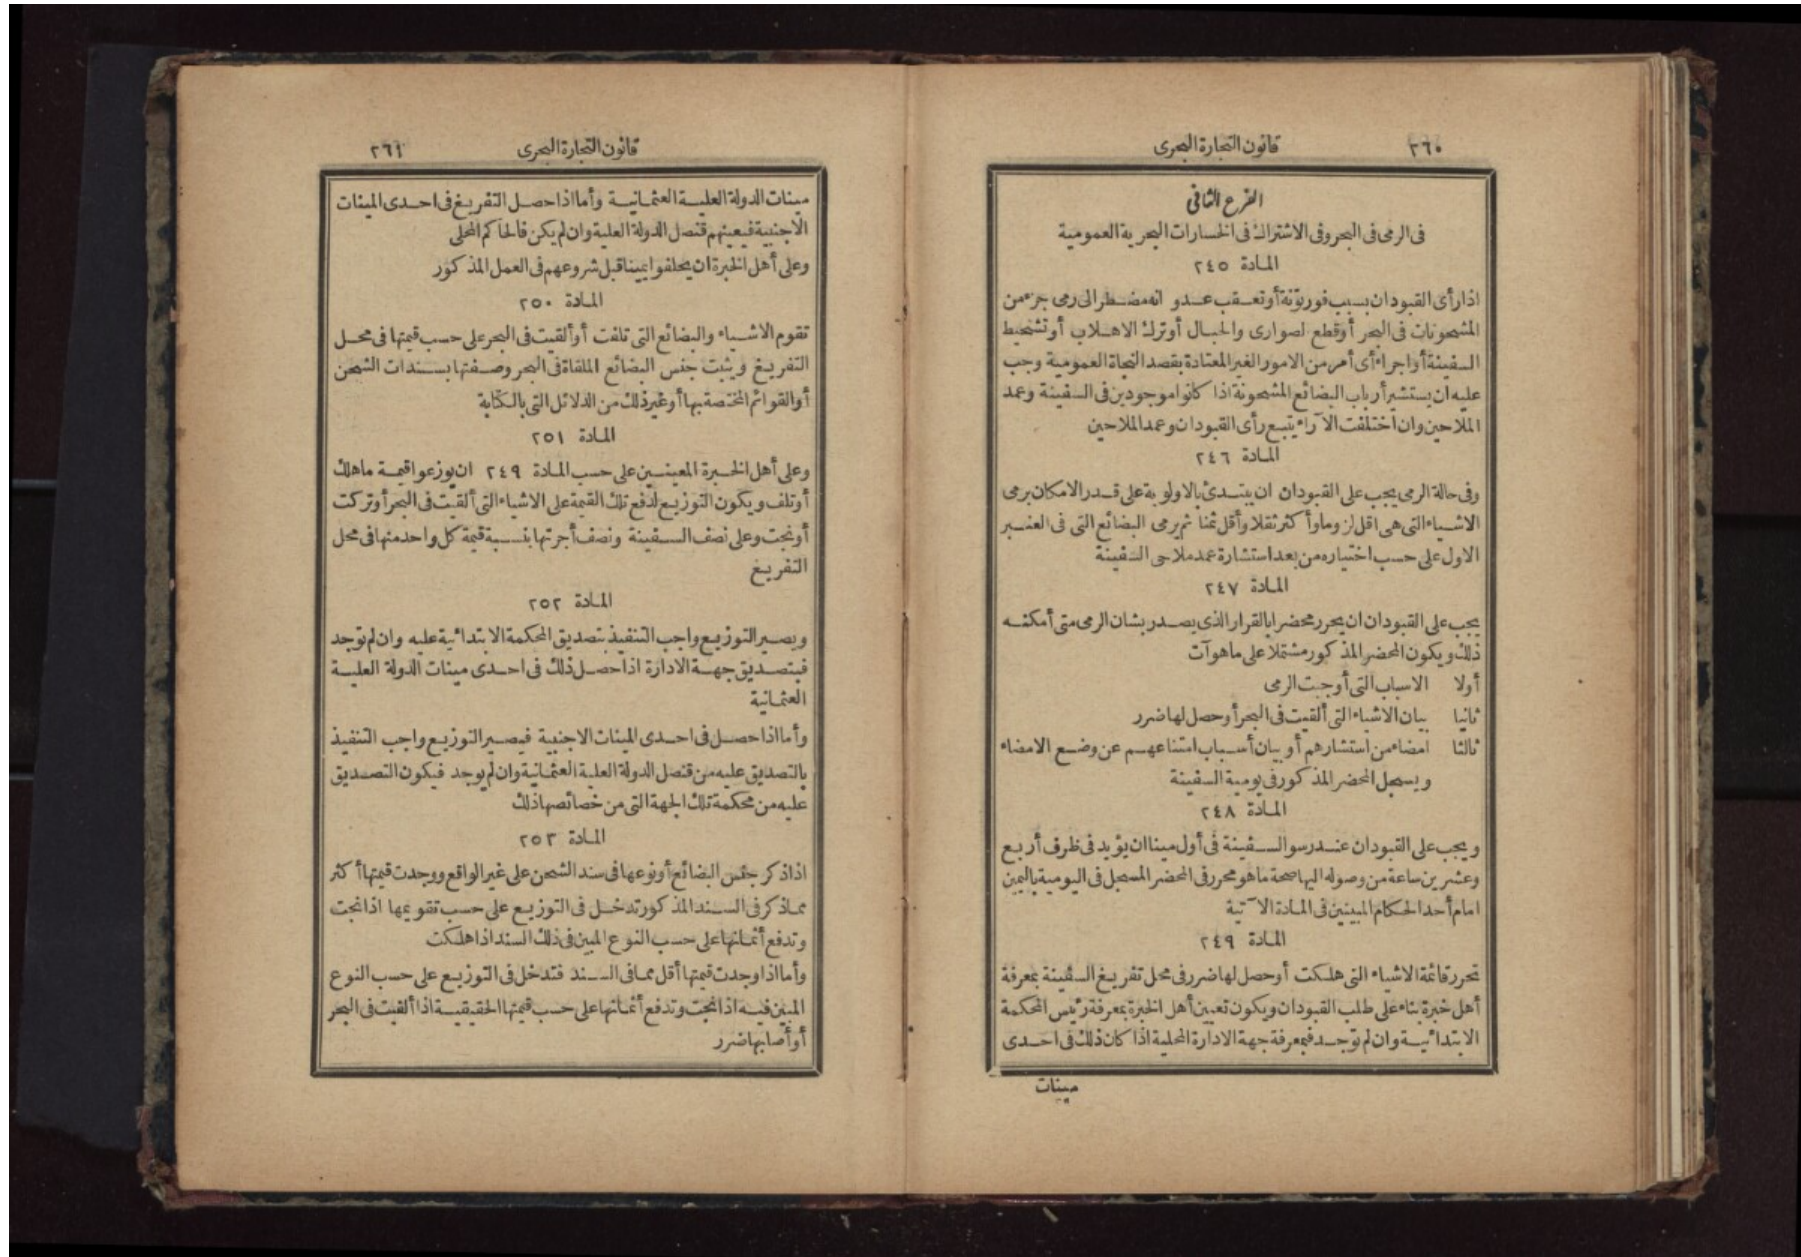 ٢٦٠
قانون التجارة البحرى
الفرع الثانى
فى الرمى فى البحر وفى الاشتراك فى الخسارات البحرية العمومية
المادة ٢٤٥
اذا رأى القبودان بسبب فورتونة أو تعقب عدو انه مضطر الى رمى جزء من
المشحونات فى البحر أو قطع لصوارى والحبال أو ترك الاهلاب أو تشحيط
السفينة أو اجراء أى أمر من الامور الغير المعتادة بقصد النجاة العمومية وجب
عليه ان يستشير أرباب البضائع المشحونة اذا كانوا موجودين فى السفينة وعمد
الملاحين وان اختلفت الآراء يتبع رأى القبودان وعمد الملاحين
المادة ٢٤٦
وفى حالة الرمى يجب على القبودان ان يبتدئ بالاولوية على قدر الامكان برمى
الاشياء التى هى اقل لزوما وأكثر ثقلا وأقل ثمنا ثم يرمى البضائع التى فى العنبر
الاول على حسب اختياره من بعد استشارة عمد ملاحى السفينة
المادة ٢٤٧
يجب على القبودان ان يحرر محضرا بالقرار الذى يصدر بشان الرمى متى أمكنه
ذلك ويكون المحضر المذكور مشتملا على ما هو آت
أولا الاسباب التى أوجبت الرمى
ثانيا بيان الاشياء التى ألقيت فى البحر أو حصل لها ضرر
ثالثا امضاء من استشارهم أو بيان أسباب امتناعهم عن وضع الامضاء
ويسجل المحضر المذكور فى يومية السفينة
المادة ٢٤٨
ويجب على القبودان عند رسو السفينة فى أول مينا ان يؤيد فى ظرف أربع
وعشرين ساعة من وصوله اليها صحة ما هو محرر فى المحضر المسجل فى اليومية باليمين
امام أحد الحكام المبينين فى المادة الآتية
المادة ٢٤٩
تحرر قائمة الاشياء التى هلكت أو حصل لها ضرر فى محل تفريغ السفينة بمعرفة
أهل خبرة بناء على طلب القبودان ويكون تعيين أهل الخبرة بمعرفة رئيس المحكمة
الابتدائية وان لم توجد فبمعرفة جهة الادارة المحلية اذا كان ذلك فى احدى
مينات
قانون التجارة البحرى
٢٦١
مينات الدولة العلية العثمانية وأما اذا حصل التفريغ فى احدى المينات
الاجنبية فيعينهم قنصل الدولة العلية وان لم يكن فالحاكم المحلى
وعلى أهل الخبرة ان يحلفوا يمينا قبل شروعهم فى العمل المذكور
المادة ٢٥٠
تقوم الاشياء والبضائع التى تلفت أو ألقيت فى البحر على حسب قيمتها فى محل
التفريغ ويثبت جنس البضائع الملقاة فى البحر وصفتها بسندات الشحن
أو القوائم المختصة بها أو غير ذلك من الدلائل التى بالكتابة
المادة ٢٥١
وعلى أهل الخبرة المعينين على حسب المادة ٢٤٩ ان يوزعوا قيمة ما هلك
أو تلف ويكون التوزيع لدفع تلك القيمة على الاشياء التى ألقيت فى البحر أو تركت
أو نجت وعلى نصف السفينة ونصف أجرتها بنسبة قيمة كل واحد منها فى محل
التفريغ
المادة ٢٥٢
ويصير التوزيع واجب التنفيذ بتصديق المحكمة الابتدائية عليه وان لم توجد
فبتصديق جهة الادارة اذا حصل ذلك فى احدى مينات الدولة العلية
العثمانية
وأما اذا حصل فى احدى المينات الاجنبية فيصير التوزيع واجب التنفيذ
بالتصديق عليه من قنصل الدولة العلية العثمانية وان لم يوجد فيكون التصديق
عليه من محكمة تلك الجهة التى من خصائصها ذلك
المادة ٢٥٣
اذا ذكر جنس البضائع أو نوعها فى سند الشحن على غير الواقع ووجدت قيمتها أكثر
مما ذكر فى السند المذكور تدخل فى التوزيع على حسب تقويمها اذا نجت
وتدفع أثمانها على حسب النوع المبين فى ذلك السند اذا هلكت
وأما اذا وجدت قيمتها أقل مما فى السند فتدخل فى التوزيع على حسب النوع
المبين فيه اذا نجت وتدفع أثمانها على حسب قيمتها الحقيقية اذا ألقيت فى البحر
أو أصابها ضرر